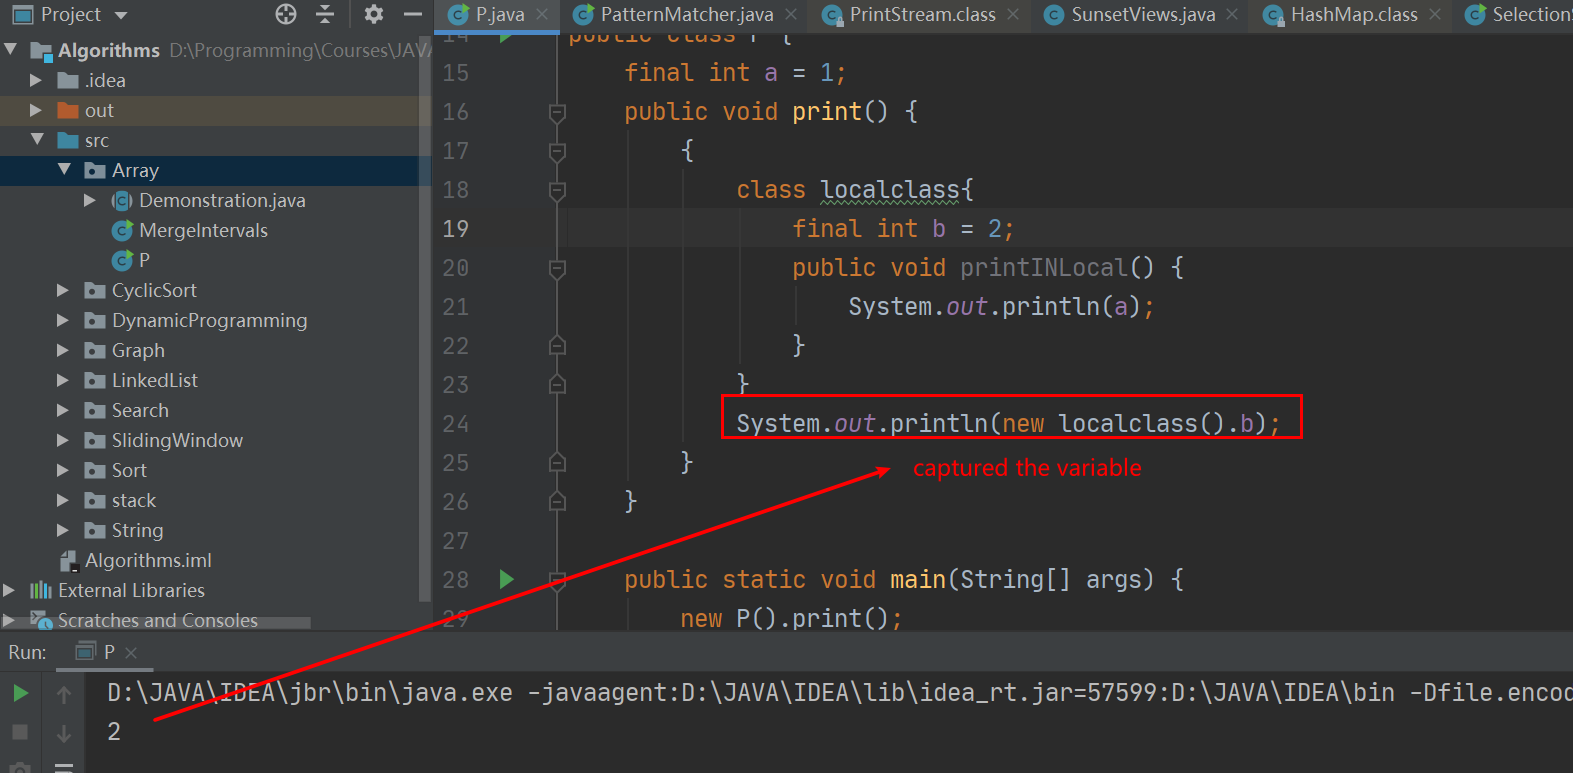 Project
P.java
PatternMatcher.java
PrintStream.class
SunsetViews.java
HashMap.class
Algorithms D:\Programming\Courses\JAVA
.idea
out
src
Array
Demonstration.java
MergeIntervals
P
CyclicSort
DynamicProgramming
Graph
LinkedList
Search
SlidingWindow
Sort
stack
String
Algorithms.iml
External Libraries
Scratches and Consoles
14 public class P {
15 final int a = 1;
16 public void print() {
17 {
18 class localclass{
19 final int b = 2;
20 public void printINLocal() {
21 System.out.println(a);
22 }
23 }
24 System.out.println(new localclass().b);
25 }
captured the variable
26 }
27
28 public static void main(String[] args) {
29 new P().print();
Run: P
D:\JAVA\IDEA\jbr\bin\java.exe -javaagent:D:\JAVA\IDEA\lib\idea_rt.jar=57599:D:\JAVA\IDEA\bin -Dfile.encod
2